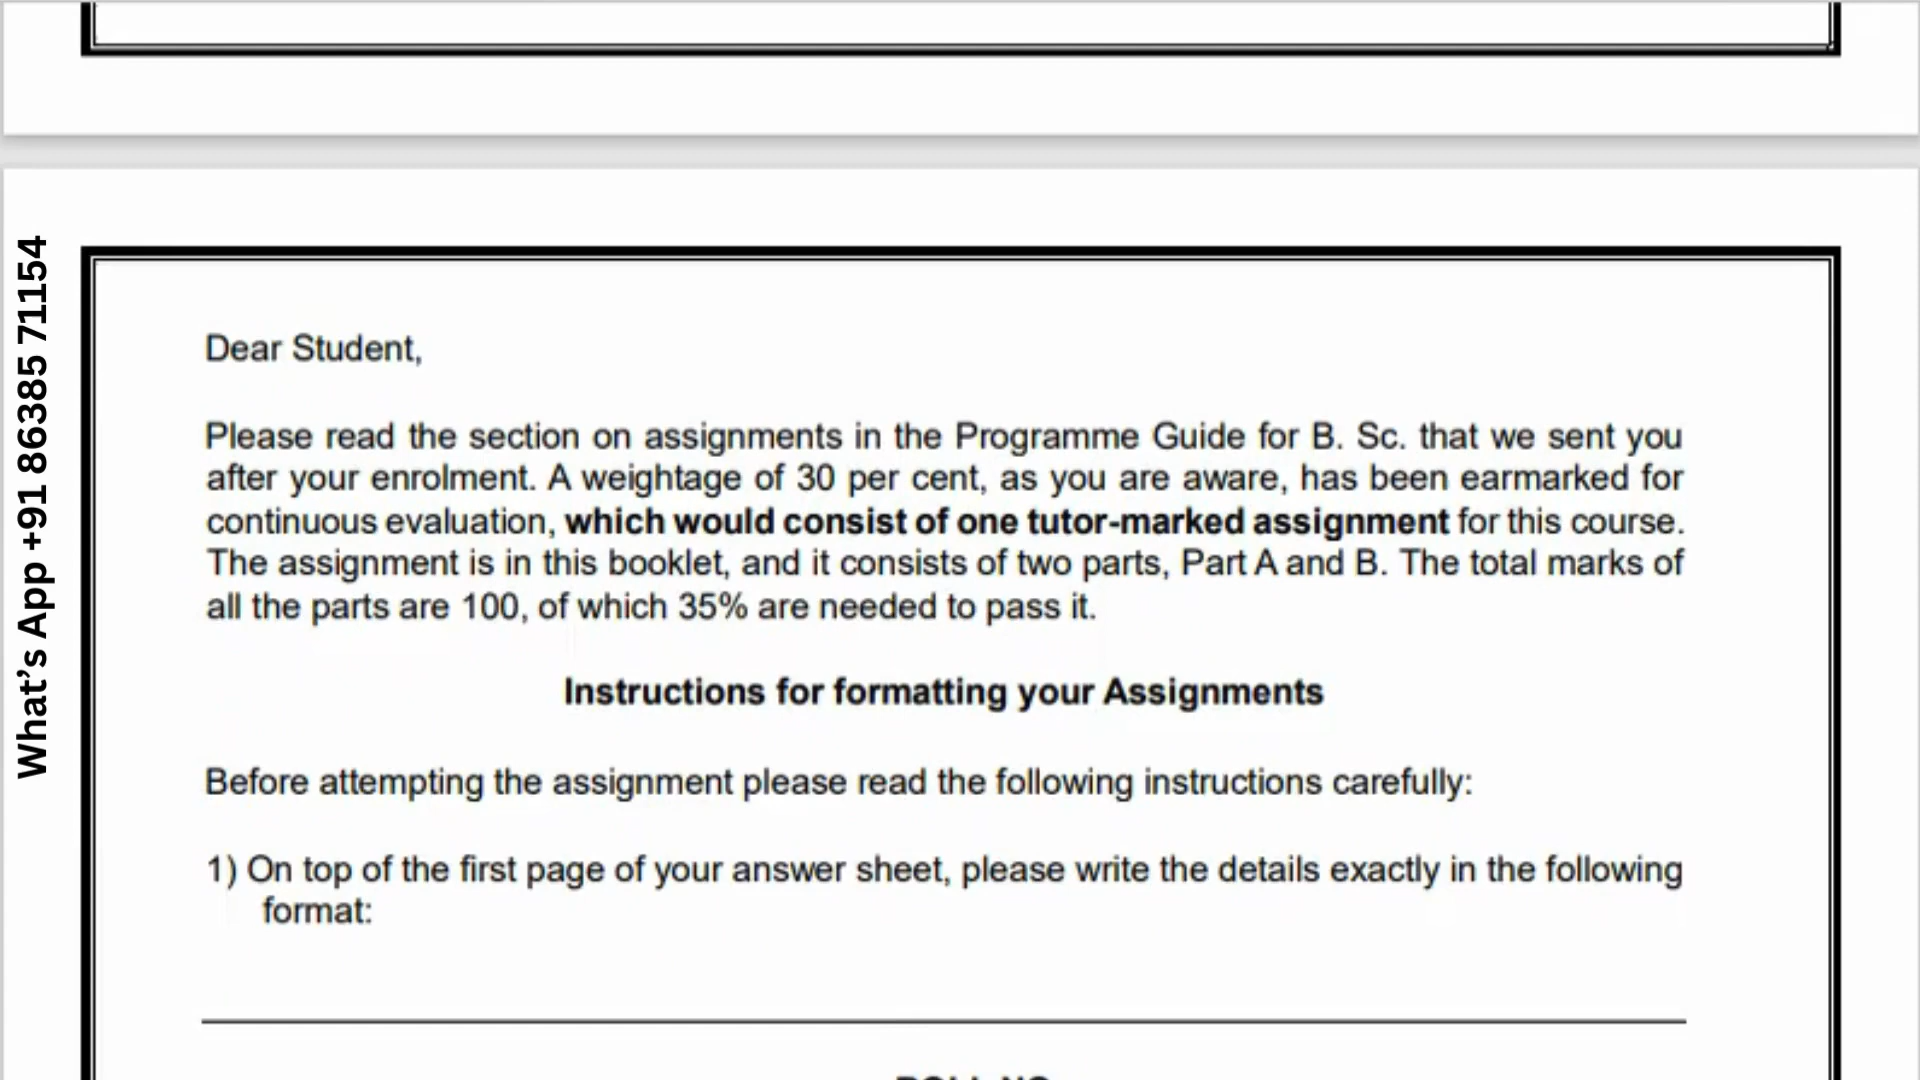 What's App +91 86385 71154
Dear Student,
Please read the section on assignments in the Programme Guide for B. Sc. that we sent you
after your enrolment. A weightage of 30 per cent, as you are aware, has been earmarked for
continuous evaluation, which would consist of one tutor-marked assignment for this course.
The assignment is in this booklet, and it consists of two parts, Part A and B. The total marks of
all the parts are 100, of which 35% are needed to pass it.
Instructions for formatting your Assignments
Before attempting the assignment please read the following instructions carefully:
1) On top of the first page of your answer sheet, please write the details exactly in the following
format: